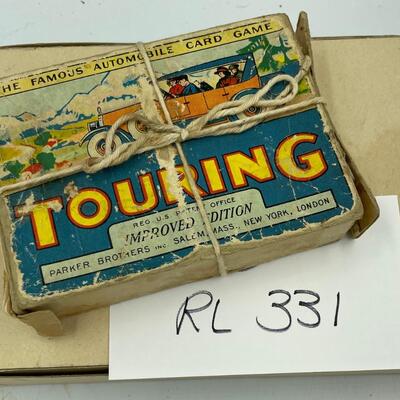 THE FAMOUS AUTOMOBILE CARD GAME
TOURING
REG U.S. PATENT OFFICE
IMPROVED EDITION
PARKER BROTHERS INC SALEM, MASS., NEW YORK, LONDON
RL 331